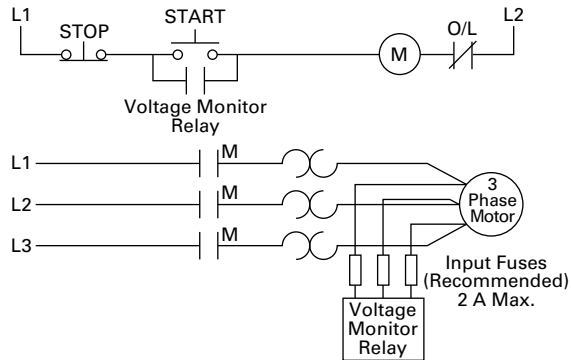 L1
STOP
START
M
O/L
L2
Voltage Monitor
Relay
L1
M
L2
M
L3
M
3
Phase
Motor
Input Fuses
(Recommended)
2 A Max.
Voltage
Monitor
Relay